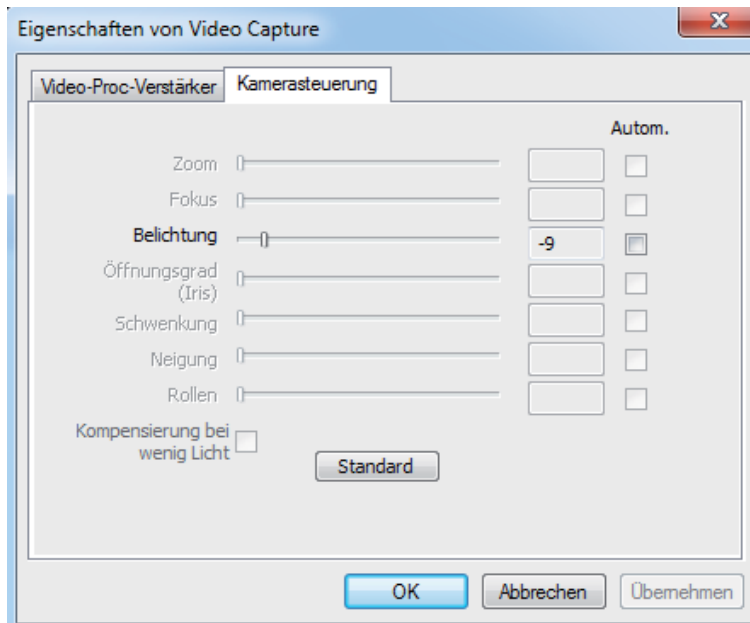 Eigenschaften von Video Capture
Video-Proc-Verstärker
Kamerasteuerung
Autom.
Zoom
Fokus
Belichtung
-9
Öffnungsgrad
(Iris)
Schwenkung
Neigung
Rollen
Kompensierung bei
wenig Licht
Standard
OK
Abbrechen
Übernehmen